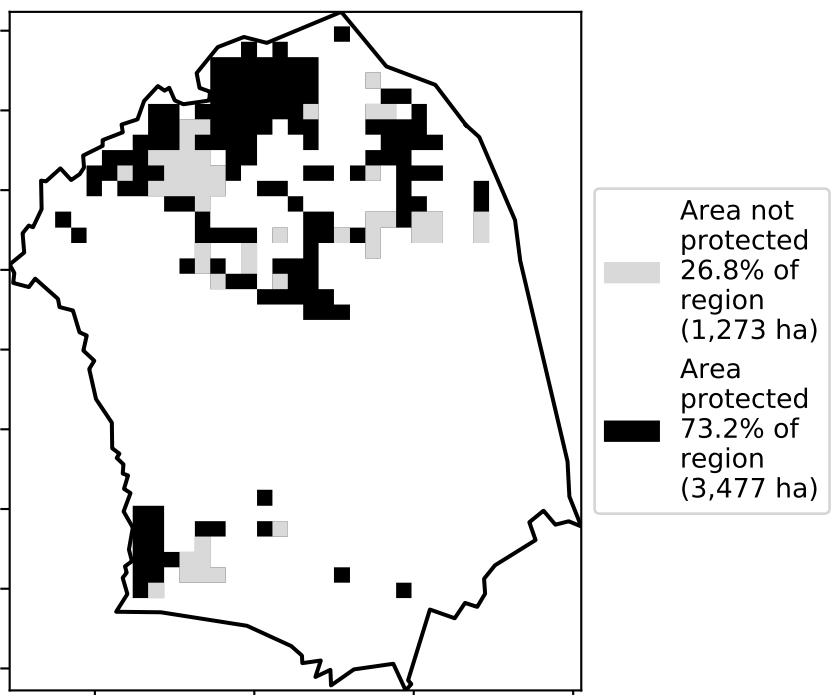 Area not
protected
26.8% of
region
(1,273 ha)
Area
protected
73.2% of
region
(3,477 ha)